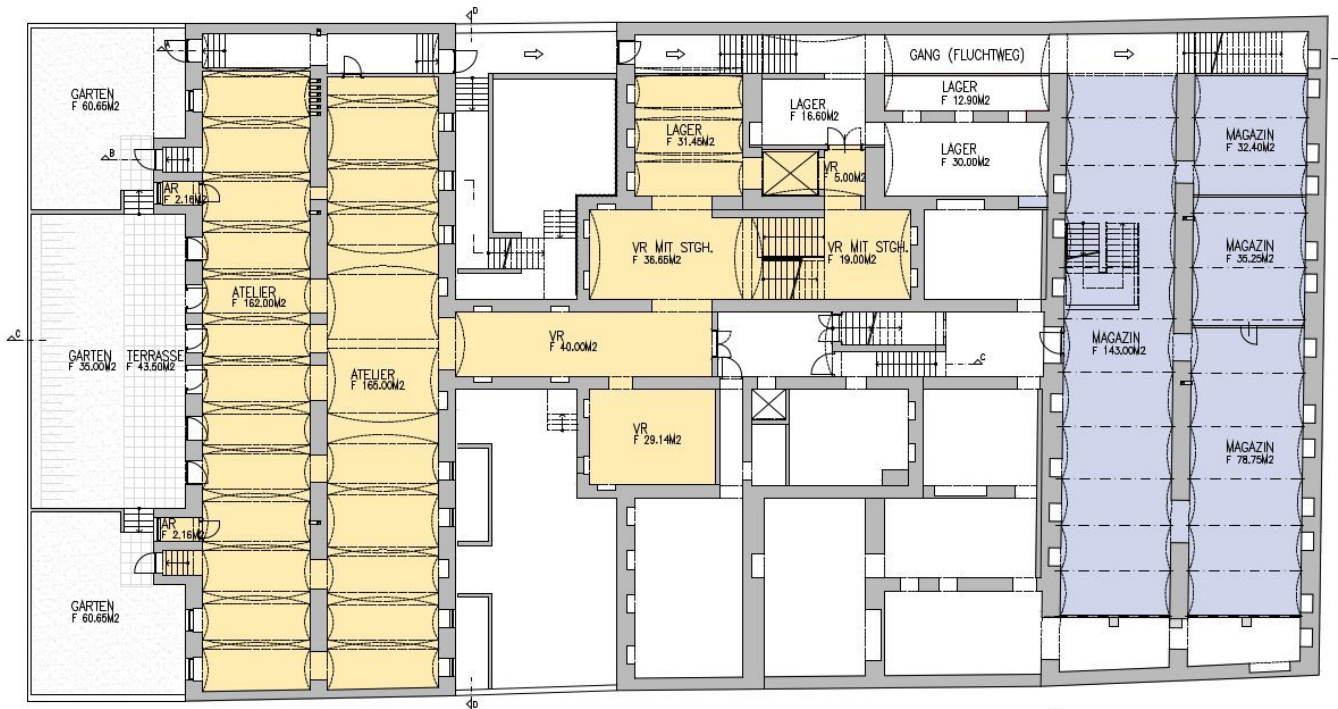 D
A
GARTEN
F 60.65M2
B
AR
F 2.16M2
ATELIER
F 162.00M2
C
GARTEN
F 35.00M2
TERRASSE
F 43.50M2
ATELIER
F 165.00M2
AR
F 2.16M2
GARTEN
F 60.65M2
GANG (FLUCHTWEG)
LAGER
F 12.90M2
LAGER
F 16.60M2
LAGER
F 31.45M2
LAGER
F 30.00M2
VR
F 5.00M2
VR MIT STGH.
F 36.65M2
VR MIT STGH.
F 19.00M2
VR
F 40.00M2
C
VR
F 29.14M2
MAGAZIN
F 32.40M2
MAGAZIN
F 35.25M2
MAGAZIN
F 143.00M2
MAGAZIN
F 78.75M2
D